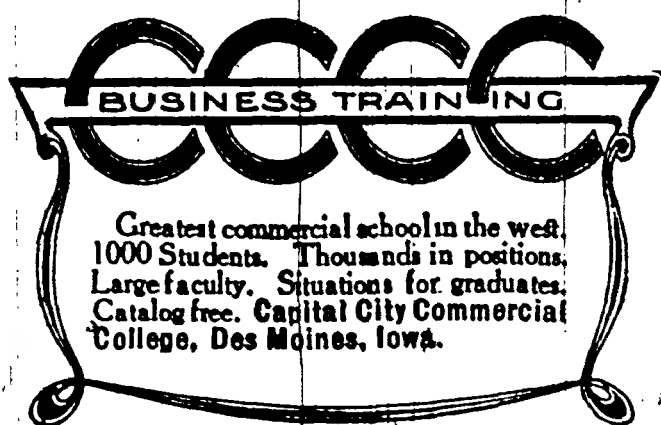 CCCC
BUSINESS TRAINING
Greatest commercial school in the west.
1000 Students. Thousands in positions.
Large faculty. Situations for graduates.
Catalog free. Capital City Commercial
College, Des Moines, Iowa.